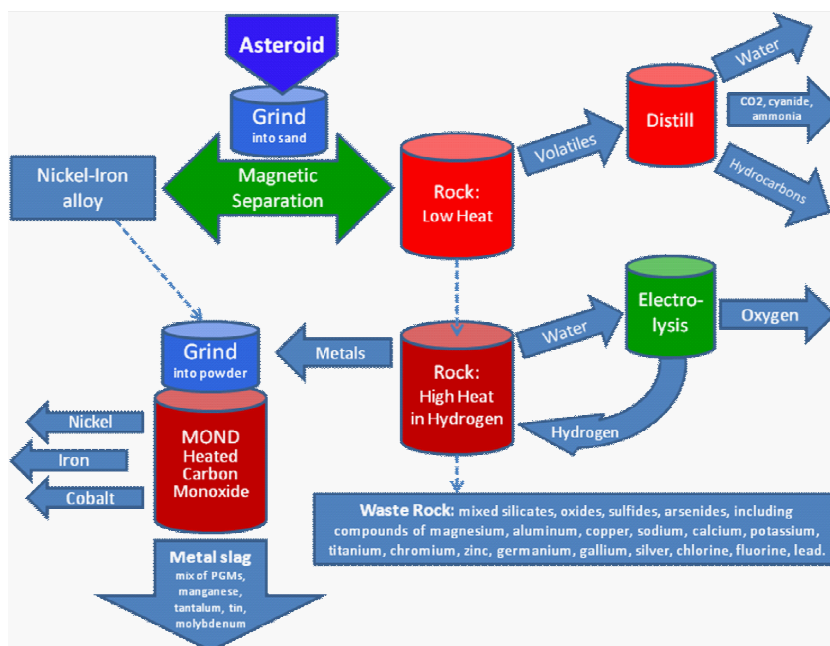 Asteroid
Grind
into sand
Magnetic
Separation
Nickel-Iron
alloy
Rock:
Low Heat
Volatiles
Distill
Water
CO2, cyanide,
ammonia
Hydrocarbons
Grind
into powder
Metals
Rock:
High Heat
in Hydrogen
Water
Electro-
lysis
Oxygen
Hydrogen
MOND
Heated
Carbon
Monoxide
Nickel
Iron
Cobalt
Waste Rock: mixed silicates, oxides, sulfides, arsenides, including
compounds of magnesium, aluminum, copper, sodium, calcium, potassium,
titanium, chromium, zinc, germanium, gallium, silver, chlorine, fluorine, lead.
Metal slag
mix of PGMs,
manganese,
tantalum, tin,
molybdenum